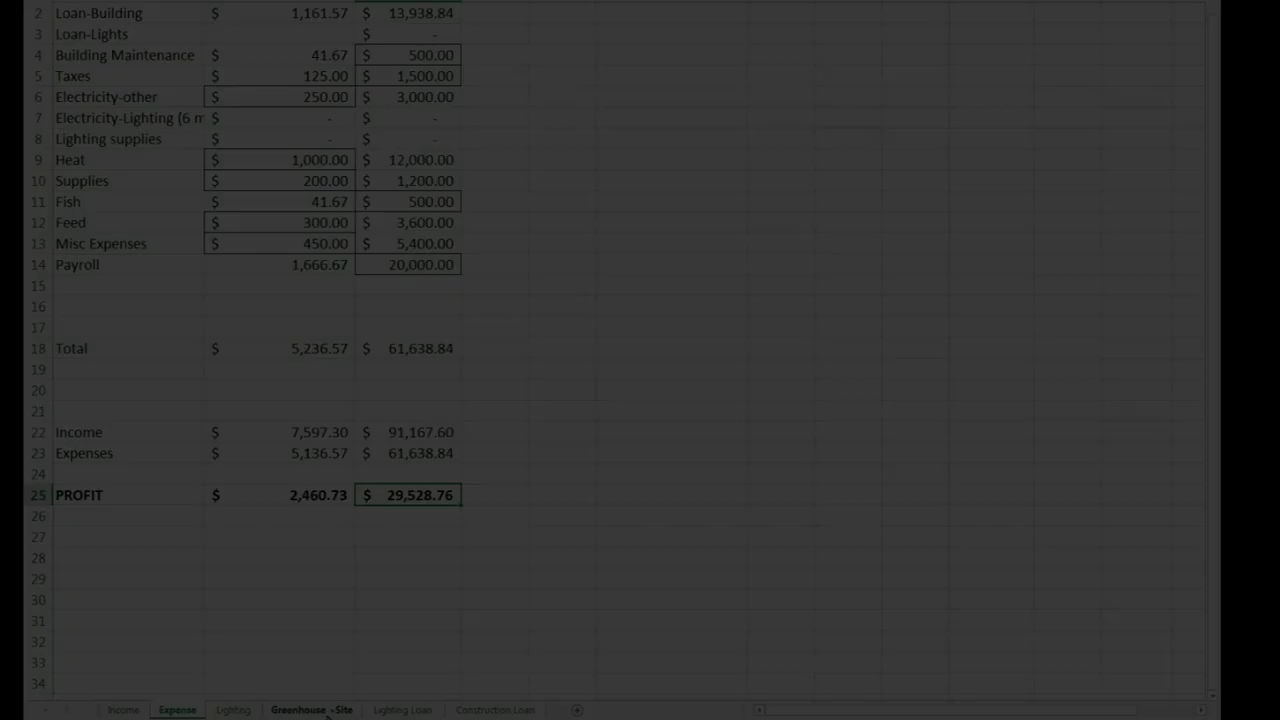 2 Loan-Building $ 1,161.57 $ 13,938.84
3 Loan-Lights $ -
4 Building Maintenance $ 41.67 $ 500.00
5 Taxes $ 125.00 $ 1,500.00
6 Electricity-other $ 250.00 $ 3,000.00
7 Electricity-Lighting (6 m $ - $ -
8 Lighting supplies $ - $ -
9 Heat $ 1,000.00 $ 12,000.00
10 Supplies $ 200.00 $ 1,200.00
11 Fish $ 41.67 $ 500.00
12 Feed $ 300.00 $ 3,600.00
13 Misc Expenses $ 450.00 $ 5,400.00
14 Payroll 1,666.67 20,000.00
15
16
17
18 Total $ 5,236.57 $ 61,638.84
19
20
21
22 Income $ 7,597.30 $ 91,167.60
23 Expenses $ 5,136.57 $ 61,638.84
24
25 PROFIT $ 2,460.73 $ 29,528.76
26
27
28
29
30
31
32
33
34
Income Expense Lighting Greenhouse -Site Lighting Loan Construction Loan